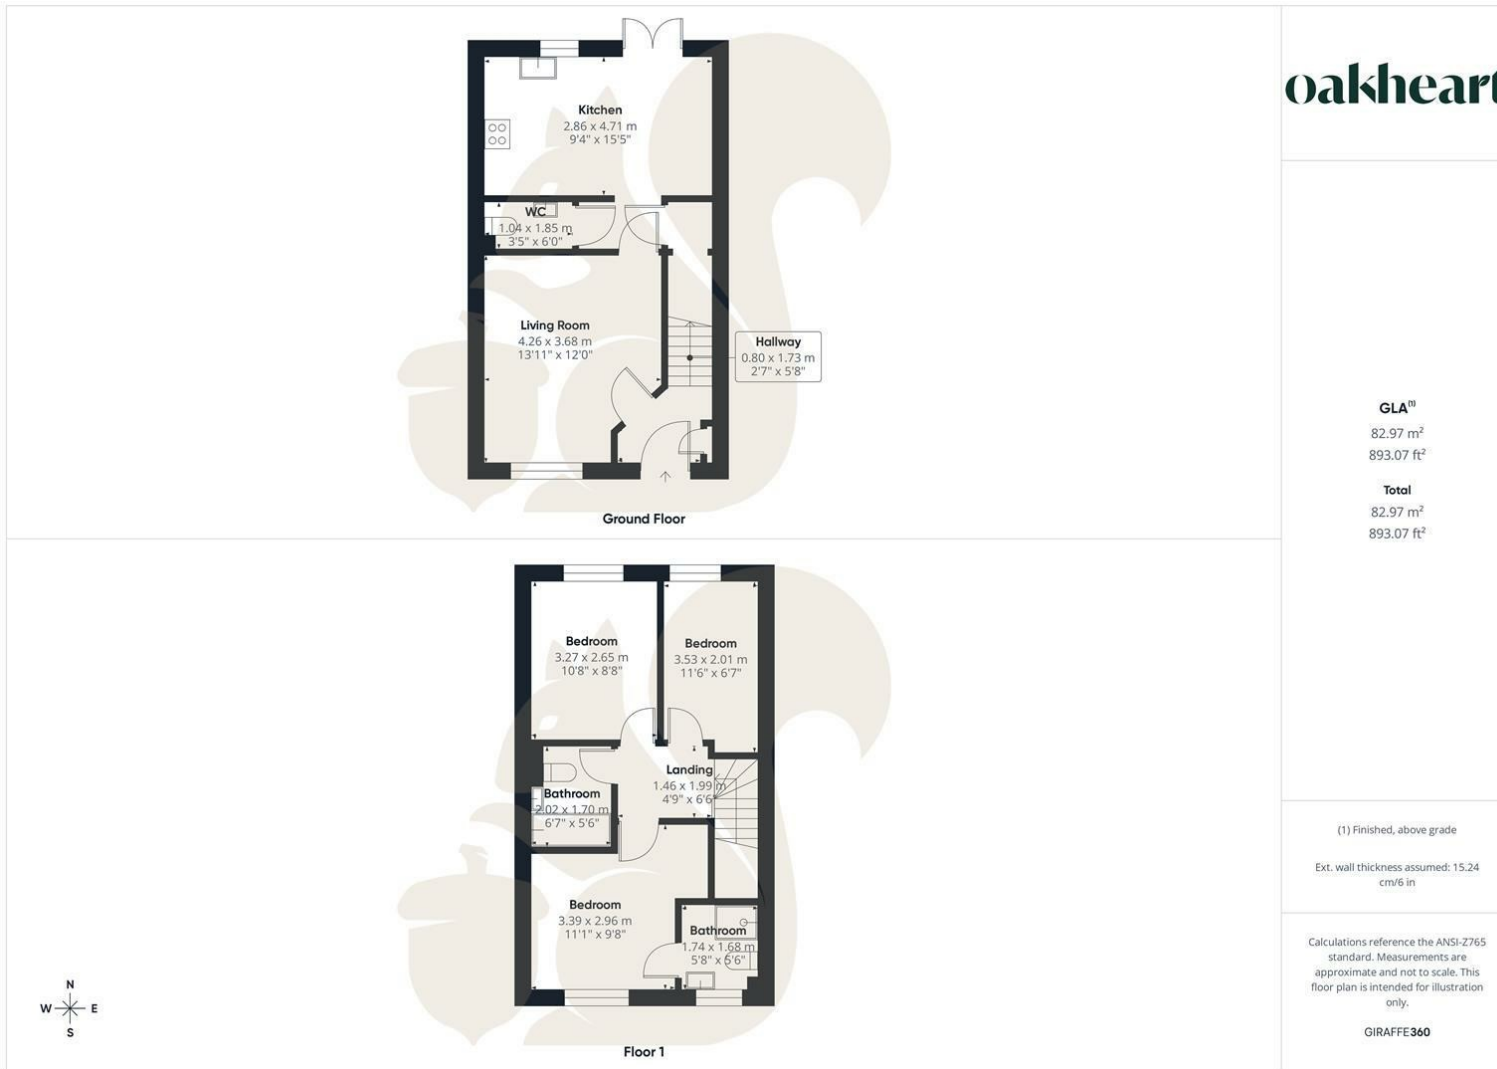 oakheart
Kitchen
2.86 x 4.71 m
9'4" x 15'5"
WC
1.04 x 1.85 m
3'5" x 6'0"
Living Room
4.26 x 3.68 m
13'11" x 12'0"
Hallway
0.80 x 1.73 m
2'7" x 5'8"
Ground Floor
GLA(1)
82.97 m²
893.07 ft²
Total
82.97 m²
893.07 ft²
Bedroom
3.27 x 2.65 m
10'8" x 8'8"
Bedroom
3.53 x 2.01 m
11'6" x 6'7"
Landing
1.46 x 1.99 m
4'9" x 6'6"
Bathroom
2.02 x 1.70 m
6'7" x 5'6"
Bedroom
3.39 x 2.96 m
11'1" x 9'8"
Bathroom
1.74 x 1.68 m
5'8" x 5'6"
Floor 1
N
W E
S
(1) Finished, above grade
Ext. wall thickness assumed: 15.24
cm/6 in
Calculations reference the ANSI-Z765
standard. Measurements are
approximate and not to scale. This
floor plan is intended for illustration
only.
GIRAFFE360